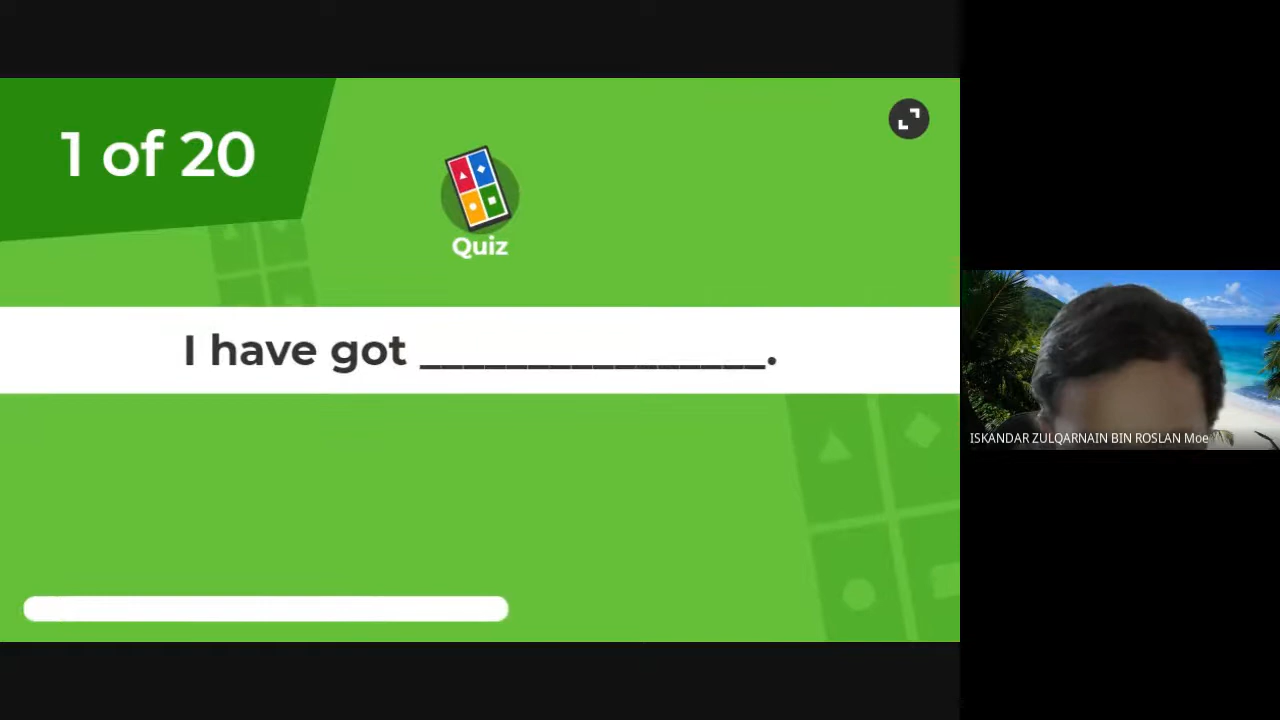 1 of 20
Quiz
I have got ________________.
ISKANDAR ZULQARNAIN BIN ROSLAN Moe